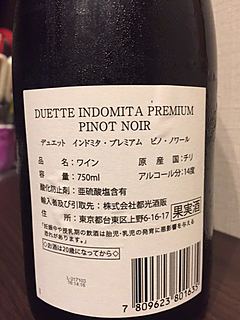 DUETTE INDOMITA PREMIUM
PINOT NOIR
デュエット インドミタ・プレミアム ピノ・ノワール
品名:ワイン 原産国:チリ
容量:750ml アルコール分:14度
酸化防止剤:亜硫酸塩含有
輸入者及び引取先:株式会社都光酒販
住所:東京都台東区上野6-16-17
果実酒
「妊娠中や授乳期の飲酒は胎児・乳児の発育に悪影響を与える
恐れがあります。」
◇お酒は20歳になってから◇
7 809623 801635